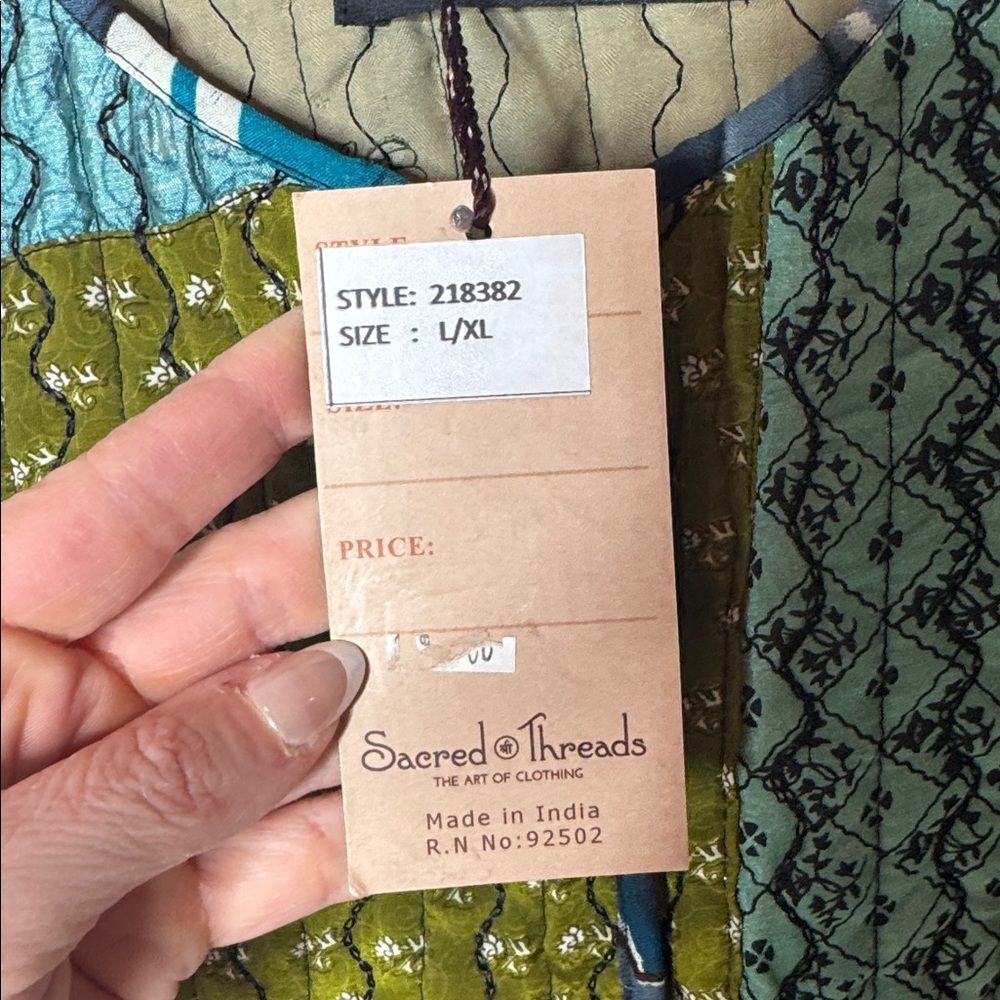 STYLE: 218382
SIZE : L/XL
PRICE:
Sacred श्री Threads
THE ART OF CLOTHING
Made in India
R.N No:92502